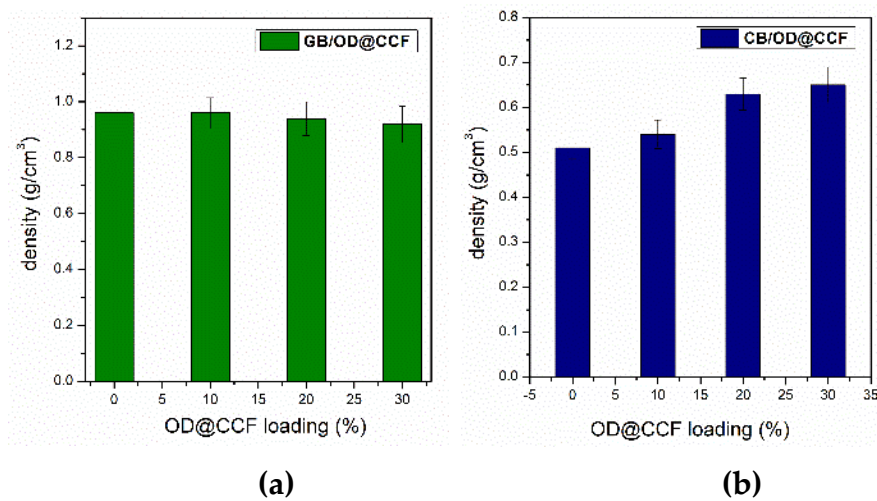 GB/OD@CCF
1.2
1.0
0.8
0.6
0.4
0.2
0.0
density (g/cm³)
0 5 10 15 20 25 30
OD@CCF loading (%)
(a)
CB/OD@CCF
0.8
0.7
0.6
0.5
0.4
0.3
0.2
0.1
0.0
density (g/cm³)
-5 0 5 10 15 20 25 30 35
OD@CCF loading (%)
(b)